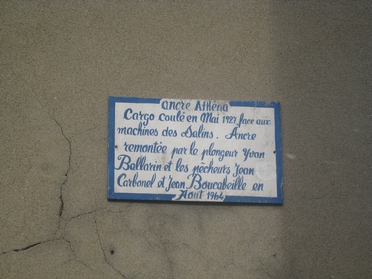 ancre Athéna
Cargo coulé en Mai 1927 face aux
machines des Salins. Ancre
remontée par le plongeur Yvan
Ballarin et les pêcheurs Jean
Carbonel et Jean Boucabeille en
Août 1964